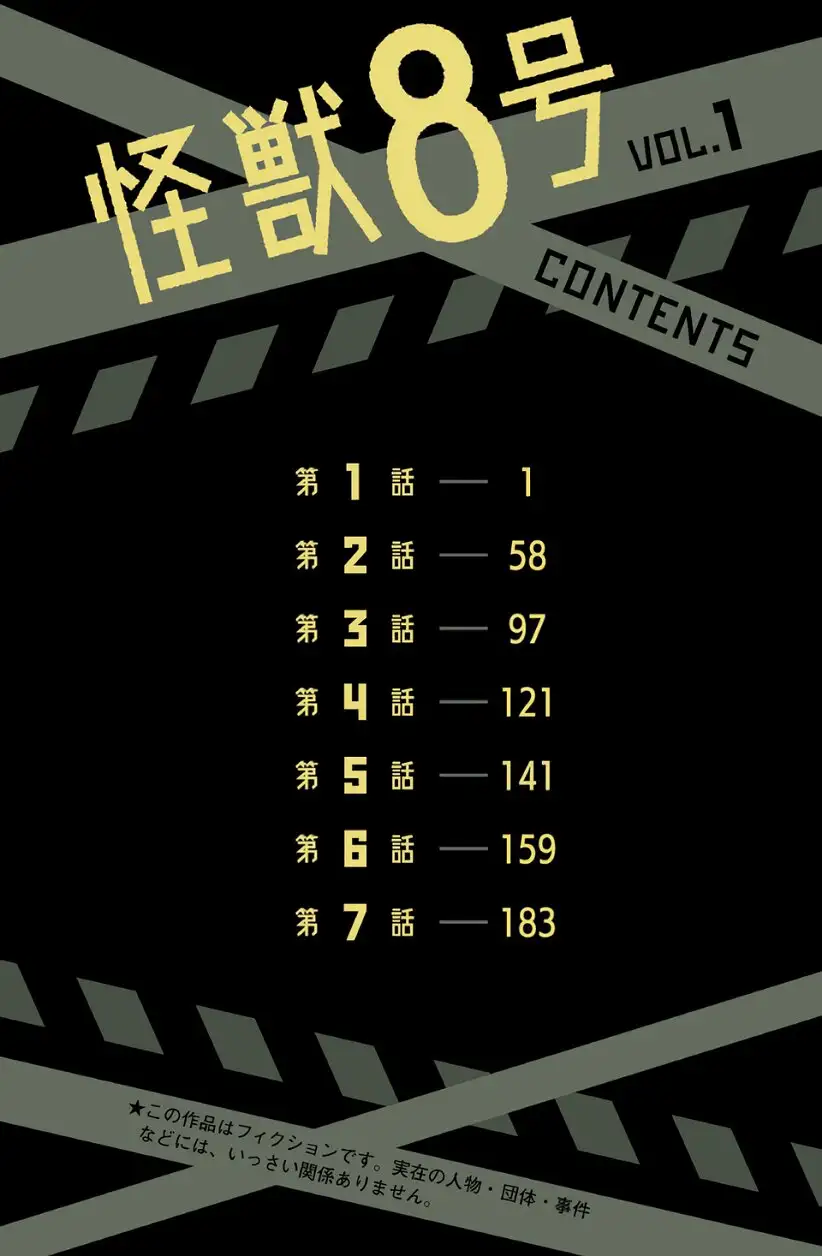 怪獣8号 VOL.1
CONTENTS
第1話 — 1
第2話 — 58
第3話 — 97
第4話 — 121
第5話 — 141
第6話 — 159
第7話 — 183
★この作品はフィクションです。実在の人物・団体・事件
などには、いっさい関係ありません。